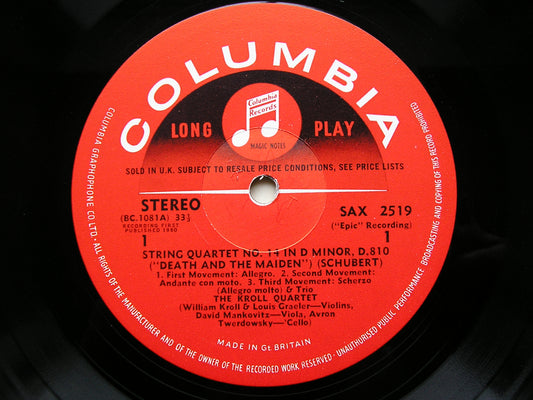 COLUMBIA
Columbia
Records
LONG PLAY
MAGIC NOTES
SOLD IN U.K. SUBJECT TO RESALE PRICE CONDITIONS, SEE PRICE LISTS
STEREO SAX 2519
(BC.1081A) 33⅓ ("Epic" Recording)
RECORDING FIRST
PUBLISHED 1960
1 1
STRING QUARTET NO. 14 IN D MINOR, D.810
("DEATH AND THE MAIDEN") (SCHUBERT)
1. First Movement: Allegro. 2. Second Movement:
Andante con moto. 3. Third Movement: Scherzo
(Allegro molto) & Trio
THE KROLL QUARTET
(William Kroll & Louis Graeler—Violins,
David Mankovitz—Viola, Avron
Twerdowsky—'Cello)
MADE IN Gt. BRITAIN
COLUMBIA GRAPHOPHONE CO. LTD. · ALL RIGHTS OF THE MANUFACTURER AND OF THE OWNER OF THE RECORDED WORK RESERVED · UNAUTHORISED PUBLIC PERFORMANCE BROADCASTING AND COPYING OF THIS RECORD PROHIBITED